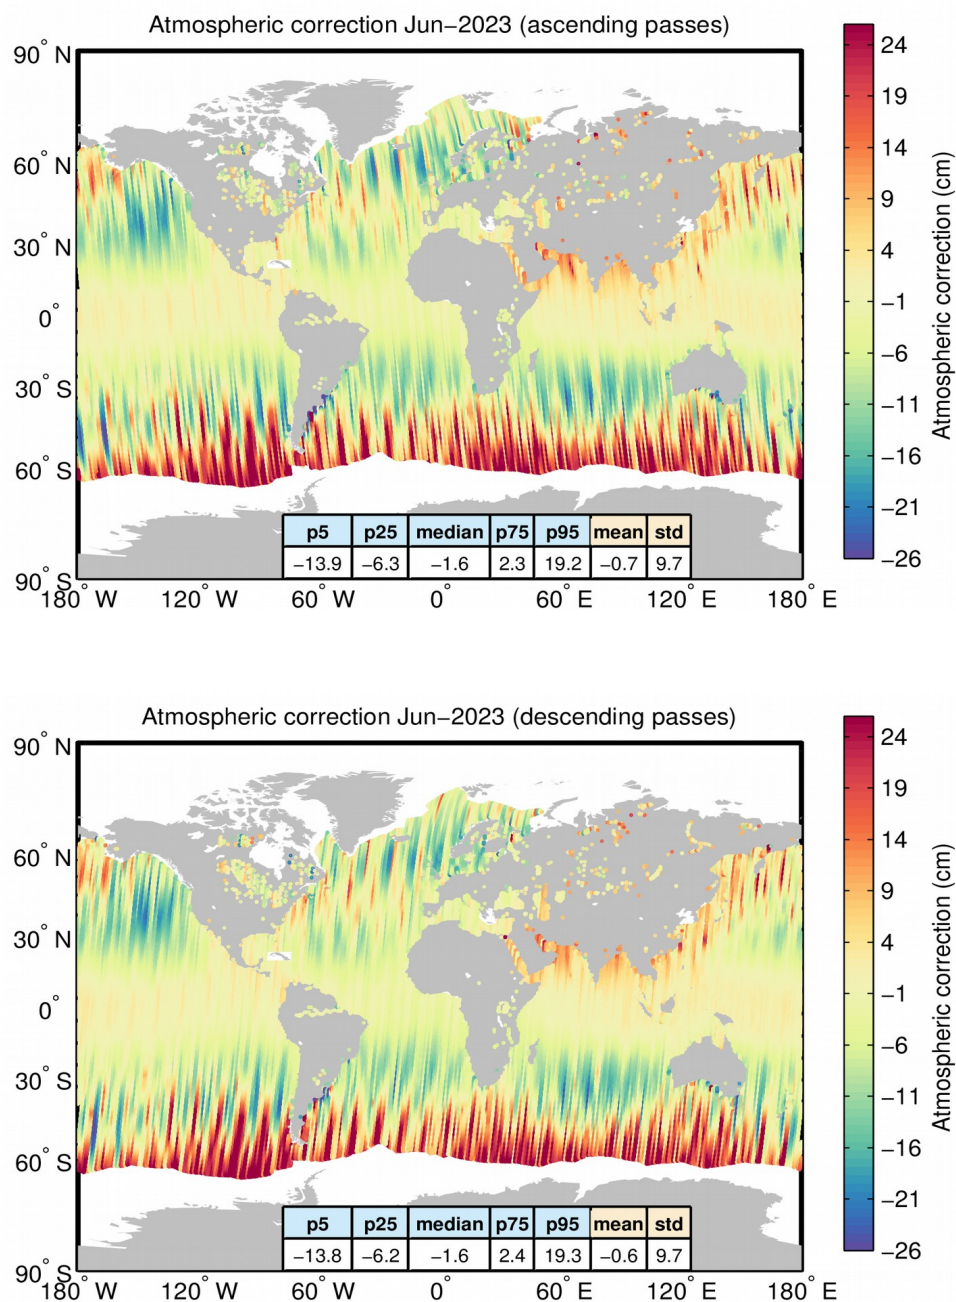 Atmospheric correction Jun−2023 (ascending passes)
90° N
60° N
30° N
0°
30° S
60° S
90° S
180° W 120° W 60° W 0° 60° E 120° E 180° E
p5 p25 median p75 p95 mean std
−13.9 −6.3 −1.6 2.3 19.2 −0.7 9.7
24
19
14
9
4
−1
−6
−11
−16
−21
−26
Atmospheric correction (cm)
Atmospheric correction Jun−2023 (descending passes)
90° N
60° N
30° N
0°
30° S
60° S
90° S
180° W 120° W 60° W 0° 60° E 120° E 180° E
p5 p25 median p75 p95 mean std
−13.8 −6.2 −1.6 2.4 19.3 −0.6 9.7
24
19
14
9
4
−1
−6
−11
−16
−21
−26
Atmospheric correction (cm)